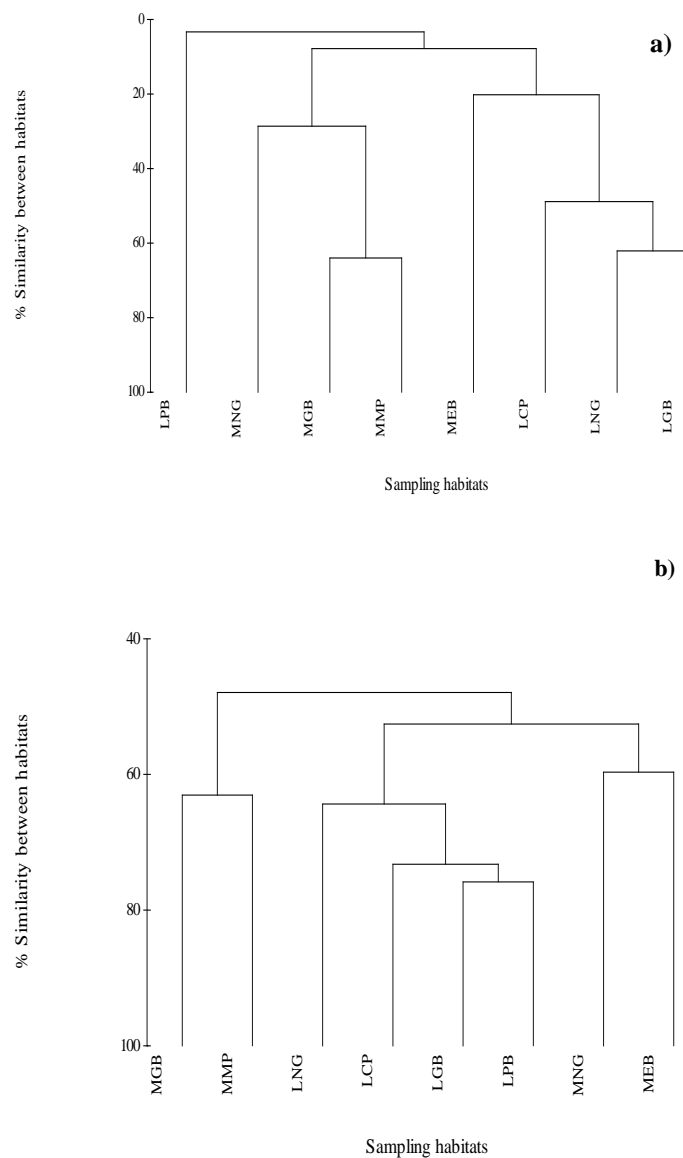 a)
% Similarity between habitats
0
20
40
60
80
100
LPB MNG MGB MMP MEB LCP LNG LGB
Sampling habitats
b)
% Similarity between habitats
40
60
80
100
MGB MMP LNG LCP LGB LPB MNG MEB
Sampling habitats